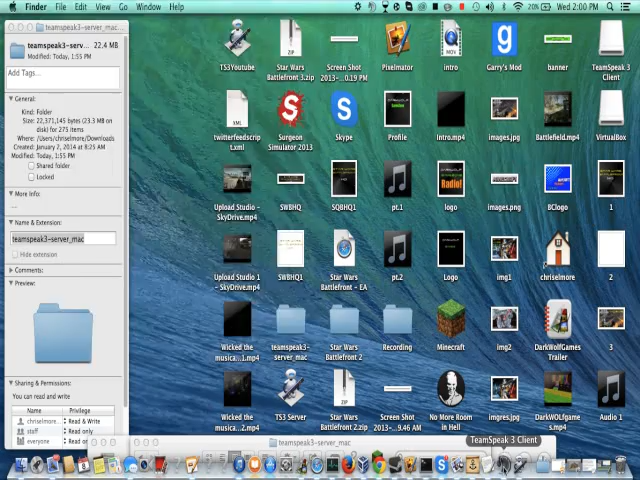 Finder File Edit View Go Window Help
20% Wed 2:00 PM
teamspeak3-server_mac...
teamspeak3-serv... 22.4 MB
Modified: Today, 1:55 PM
Add Tags...
General:
Kind: Folder
Size: 22,371,145 bytes (23.3 MB on
disk) for 275 items
Where: /Users/chriselmore/Downloads
Created: January 2, 2014 at 8:25 AM
Modified: Today, 1:55 PM
Shared folder
Locked
More Info:
--
Name & Extension:
teamspeak3-server_mac
Hide extension
Comments:
Preview:
Sharing & Permissions:
You can read and write
Name Privilege
chriselmore... Read & Write
staff Read only
everyone Read only
TS3Youtube
Star Wars
Battlefront 3.zip
Screen Shot
2013-...0.19 PM
Pixelmator
intro
Garry's Mod
banner
TeamSpeak 3
Client
twitterfeedscrip
t.xml
Surgeon
Simulator 2013
Skype
Profile
Intro.mp4
images.jpg
Battlefield.mp4
VirtualBox
Upload Studio -
SkyDrive.mp4
SWBHQ
SQBHQ1
pt.1
logo
images.png
BClogo
1
Upload Studio 1
- SkyDrive.mp4
SWBHQ1
Star Wars
Battlefront - EA
pt.2
Logo
img1
chriselmore
2
Wicked the
musica...1.mp4
teamspeak3-
server_mac
Star Wars
Battlefront 2
Recording
Minecraft
img2
DarkWolfGames
Trailer
3
Wicked the
musica...2.mp4
TS3 Server
Star Wars
Battlefront 2.zip
Screen Shot
2013-...9.46 AM
No More Room
in Hell
imgres.jpg
DarkWOLfgame
s.mp4
Audio 1
TeamSpeak 3 Client
teamspeak3-server_mac